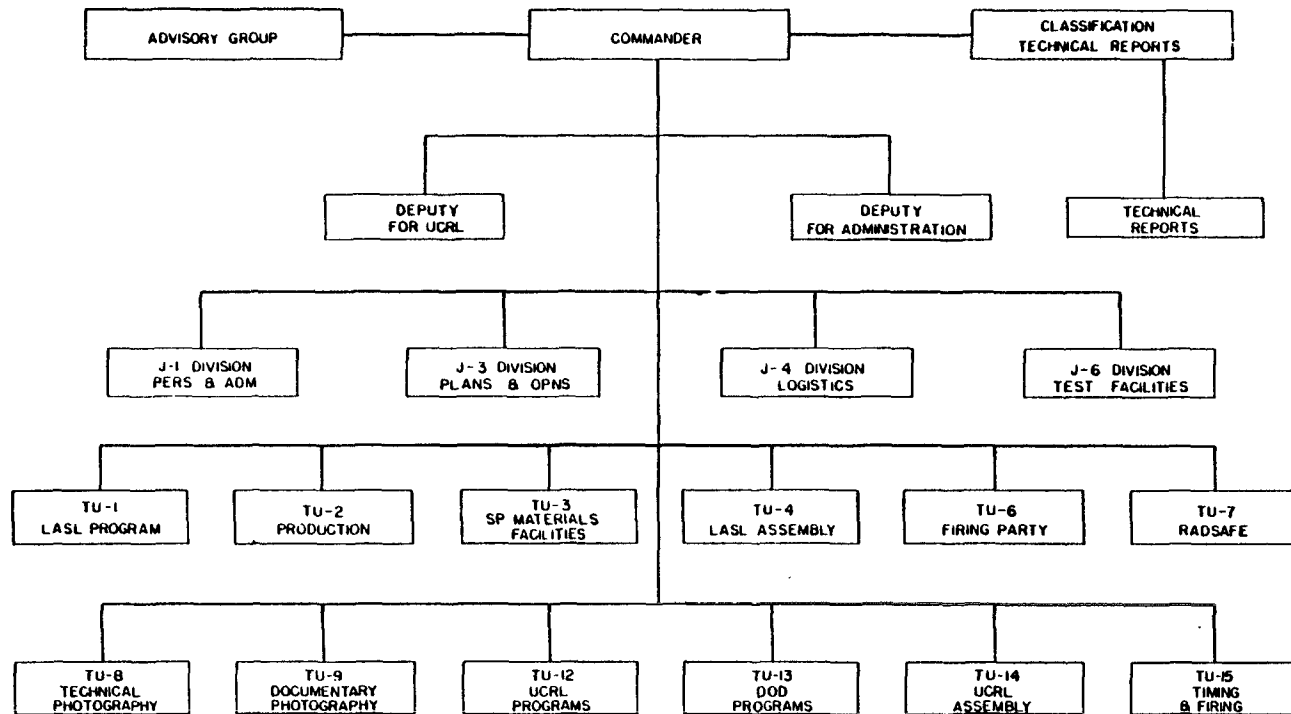 ADVISORY GROUP
COMMANDER
CLASSIFICATION
TECHNICAL REPORTS
DEPUTY
FOR UCRL
DEPUTY
FOR ADMINISTRATION
TECHNICAL
REPORTS
J-1 DIVISION
PERS & ADM
J-3 DIVISION
PLANS & OPNS
J-4 DIVISION
LOGISTICS
J-6 DIVISION
TEST FACILITIES
TU-1
LASL PROGRAM
TU-2
PRODUCTION
TU-3
SP MATERIALS
FACILITIES
TU-4
LASL ASSEMBLY
TU-6
FIRING PARTY
TU-7
RADSAFE
TU-8
TECHNICAL
PHOTOGRAPHY
TU-9
DOCUMENTARY
PHOTOGRAPHY
TU-12
UCRL
PROGRAMS
TU-13
DOD
PROGRAMS
TU-14
UCRL
ASSEMBLY
TU-15
TIMING
& FIRING